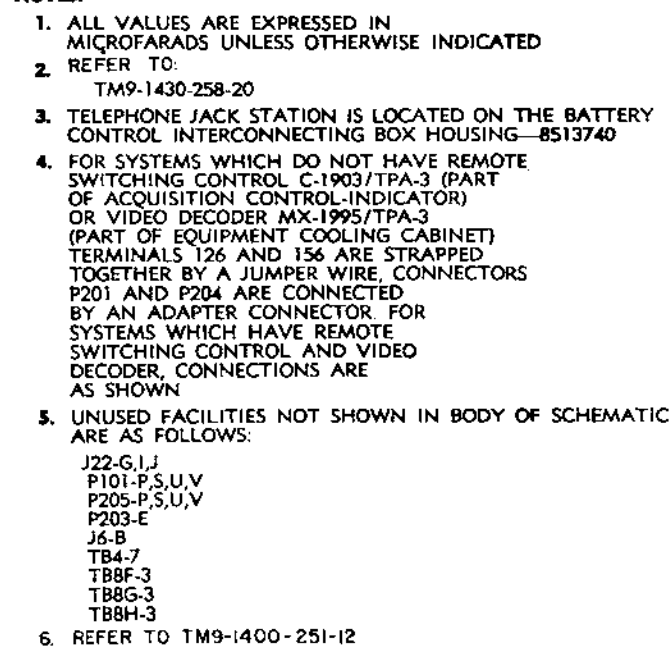 1. ALL VALUES ARE EXPRESSED IN
MICROFARADS UNLESS OTHERWISE INDICATED
2. REFER TO:
TM9-1430-258-20
3. TELEPHONE JACK STATION IS LOCATED ON THE BATTERY
CONTROL INTERCONNECTING BOX HOUSING—8513740
4. FOR SYSTEMS WHICH DO NOT HAVE REMOTE
SWITCHING CONTROL C-1903/TPA-3 (PART
OF ACQUISITION CONTROL-INDICATOR)
OR VIDEO DECODER MX-1995/TPA-3
(PART OF EQUIPMENT COOLING CABINET)
TERMINALS 126 AND 156 ARE STRAPPED
TOGETHER BY A JUMPER WIRE, CONNECTORS
P201 AND P204 ARE CONNECTED
BY AN ADAPTER CONNECTOR. FOR
SYSTEMS WHICH HAVE REMOTE
SWITCHING CONTROL AND VIDEO
DECODER, CONNECTIONS ARE
AS SHOWN
5. UNUSED FACILITIES NOT SHOWN IN BODY OF SCHEMATIC
ARE AS FOLLOWS:
J22-G,I,J
P101-P,S,U,V
P205-P,S,U,V
P203-E
J6-B
TB4-7
TB8F-3
TB8G-3
TB8H-3
6. REFER TO TM9-1400-251-12